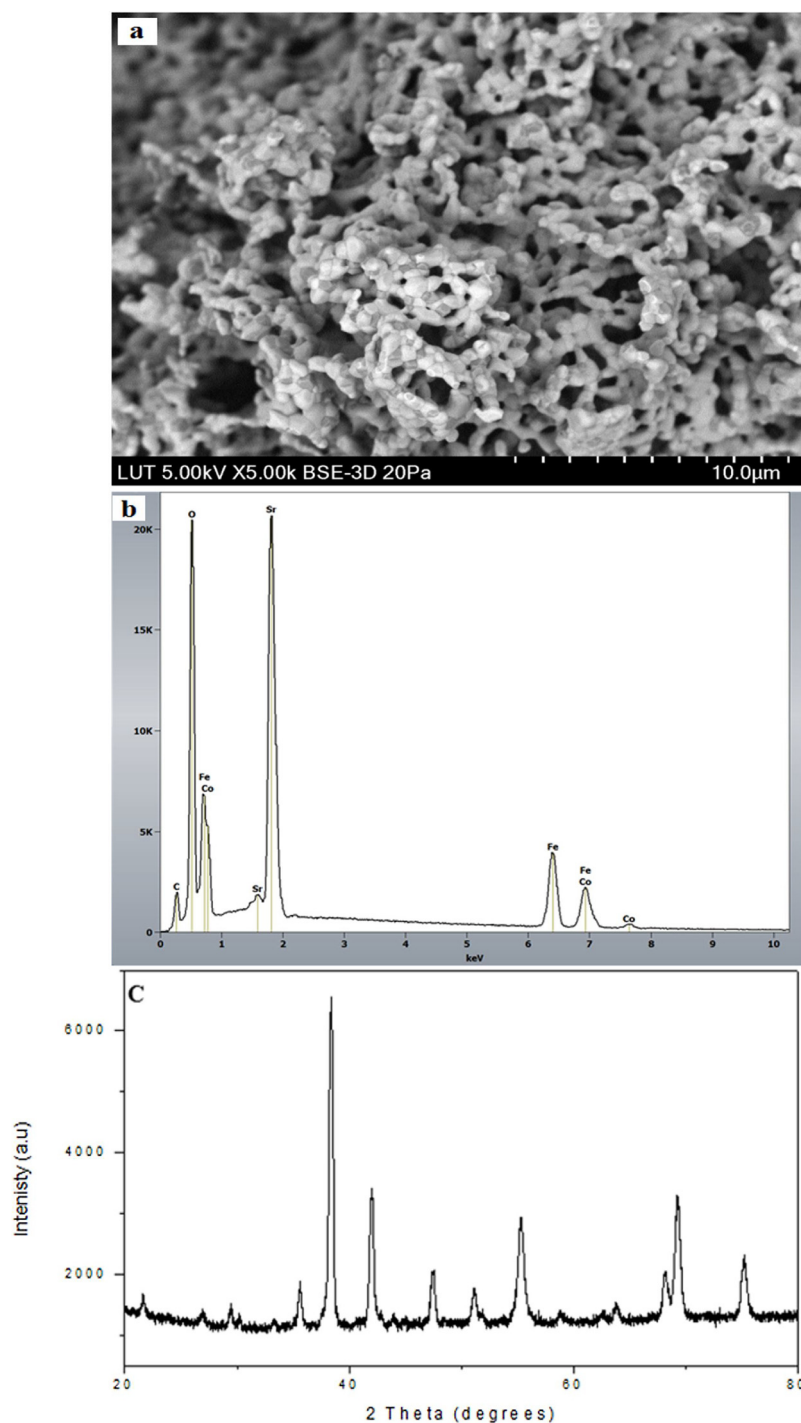 a
LUT 5.00kV X5.00k BSE-3D 20Pa 10.0µm
b
20K
15K
10K
5K
0
C
O
Fe
Co
Sr
Sr
Fe
Fe
Co
Co
0 1 2 3 4 5 6 7 8 9 10
keV
C
6000
4000
2000
Intenisty (a.u)
20 40 60 80
2 Theta (degrees)